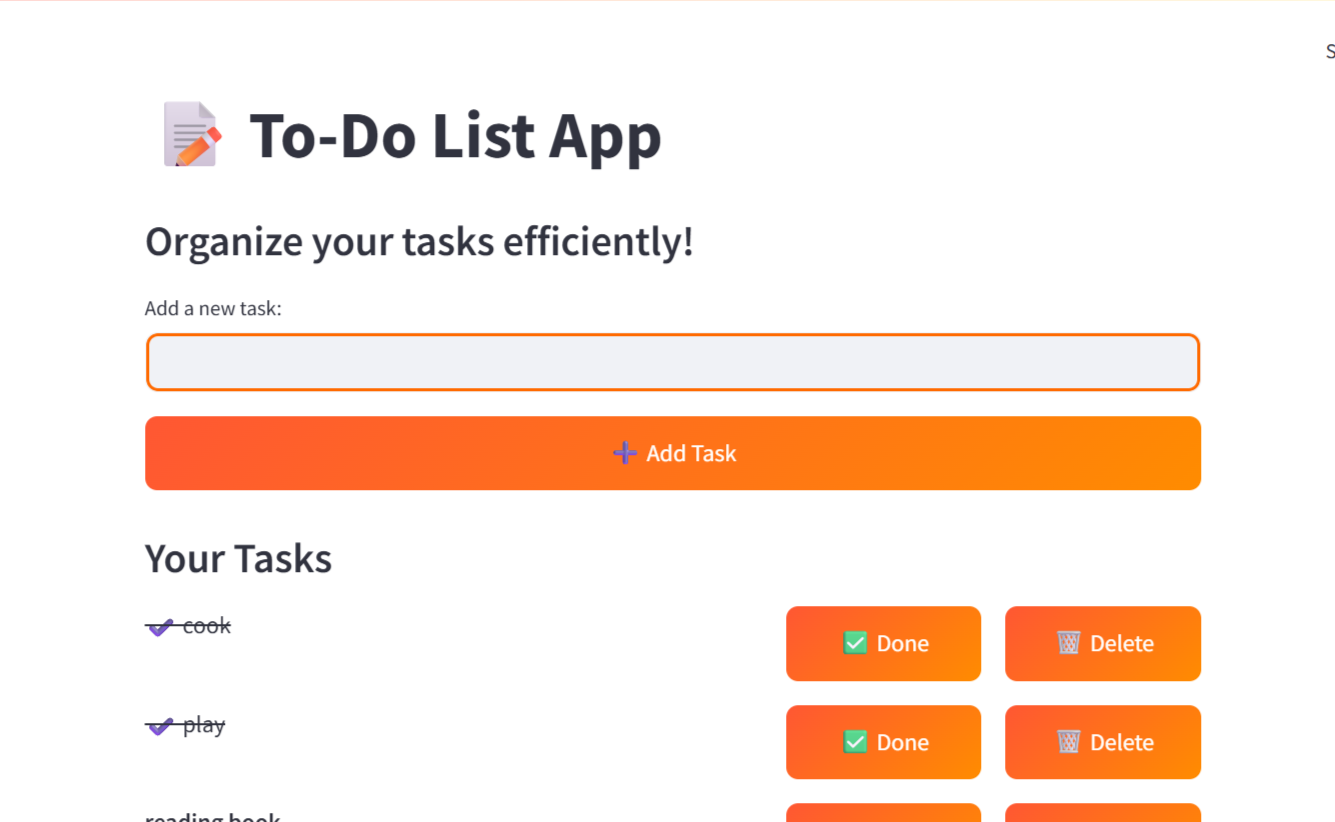 To-Do List App
Organize your tasks efficiently!
Add a new task:
Add Task
Your Tasks
cook
Done
Delete
play
Done
Delete
reading book